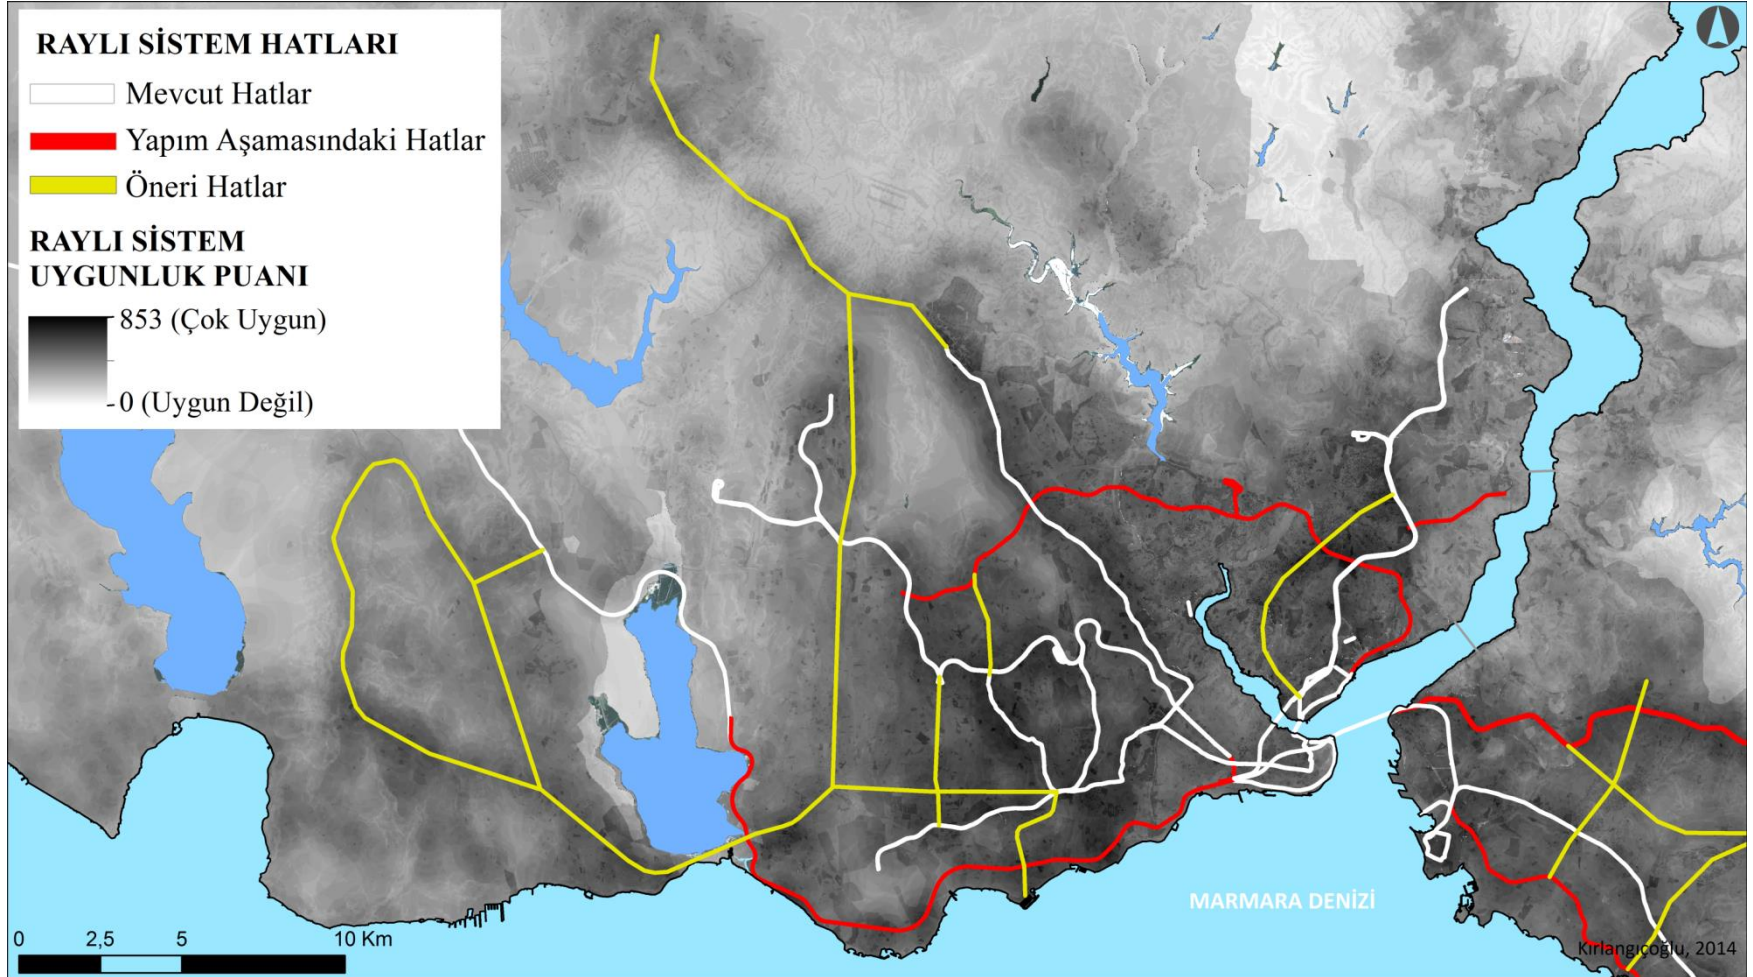 RAYLI SİSTEM HATLARI
Mevcut Hatlar
Yapım Aşamasındaki Hatlar
Öneri Hatlar
RAYLI SİSTEM
UYGUNLUK PUANI
853 (Çok Uygun)
0 (Uygun Değil)
MARMARA DENİZİ
0 2,5 5 10 Km
Kırlangıçoğlu, 2014